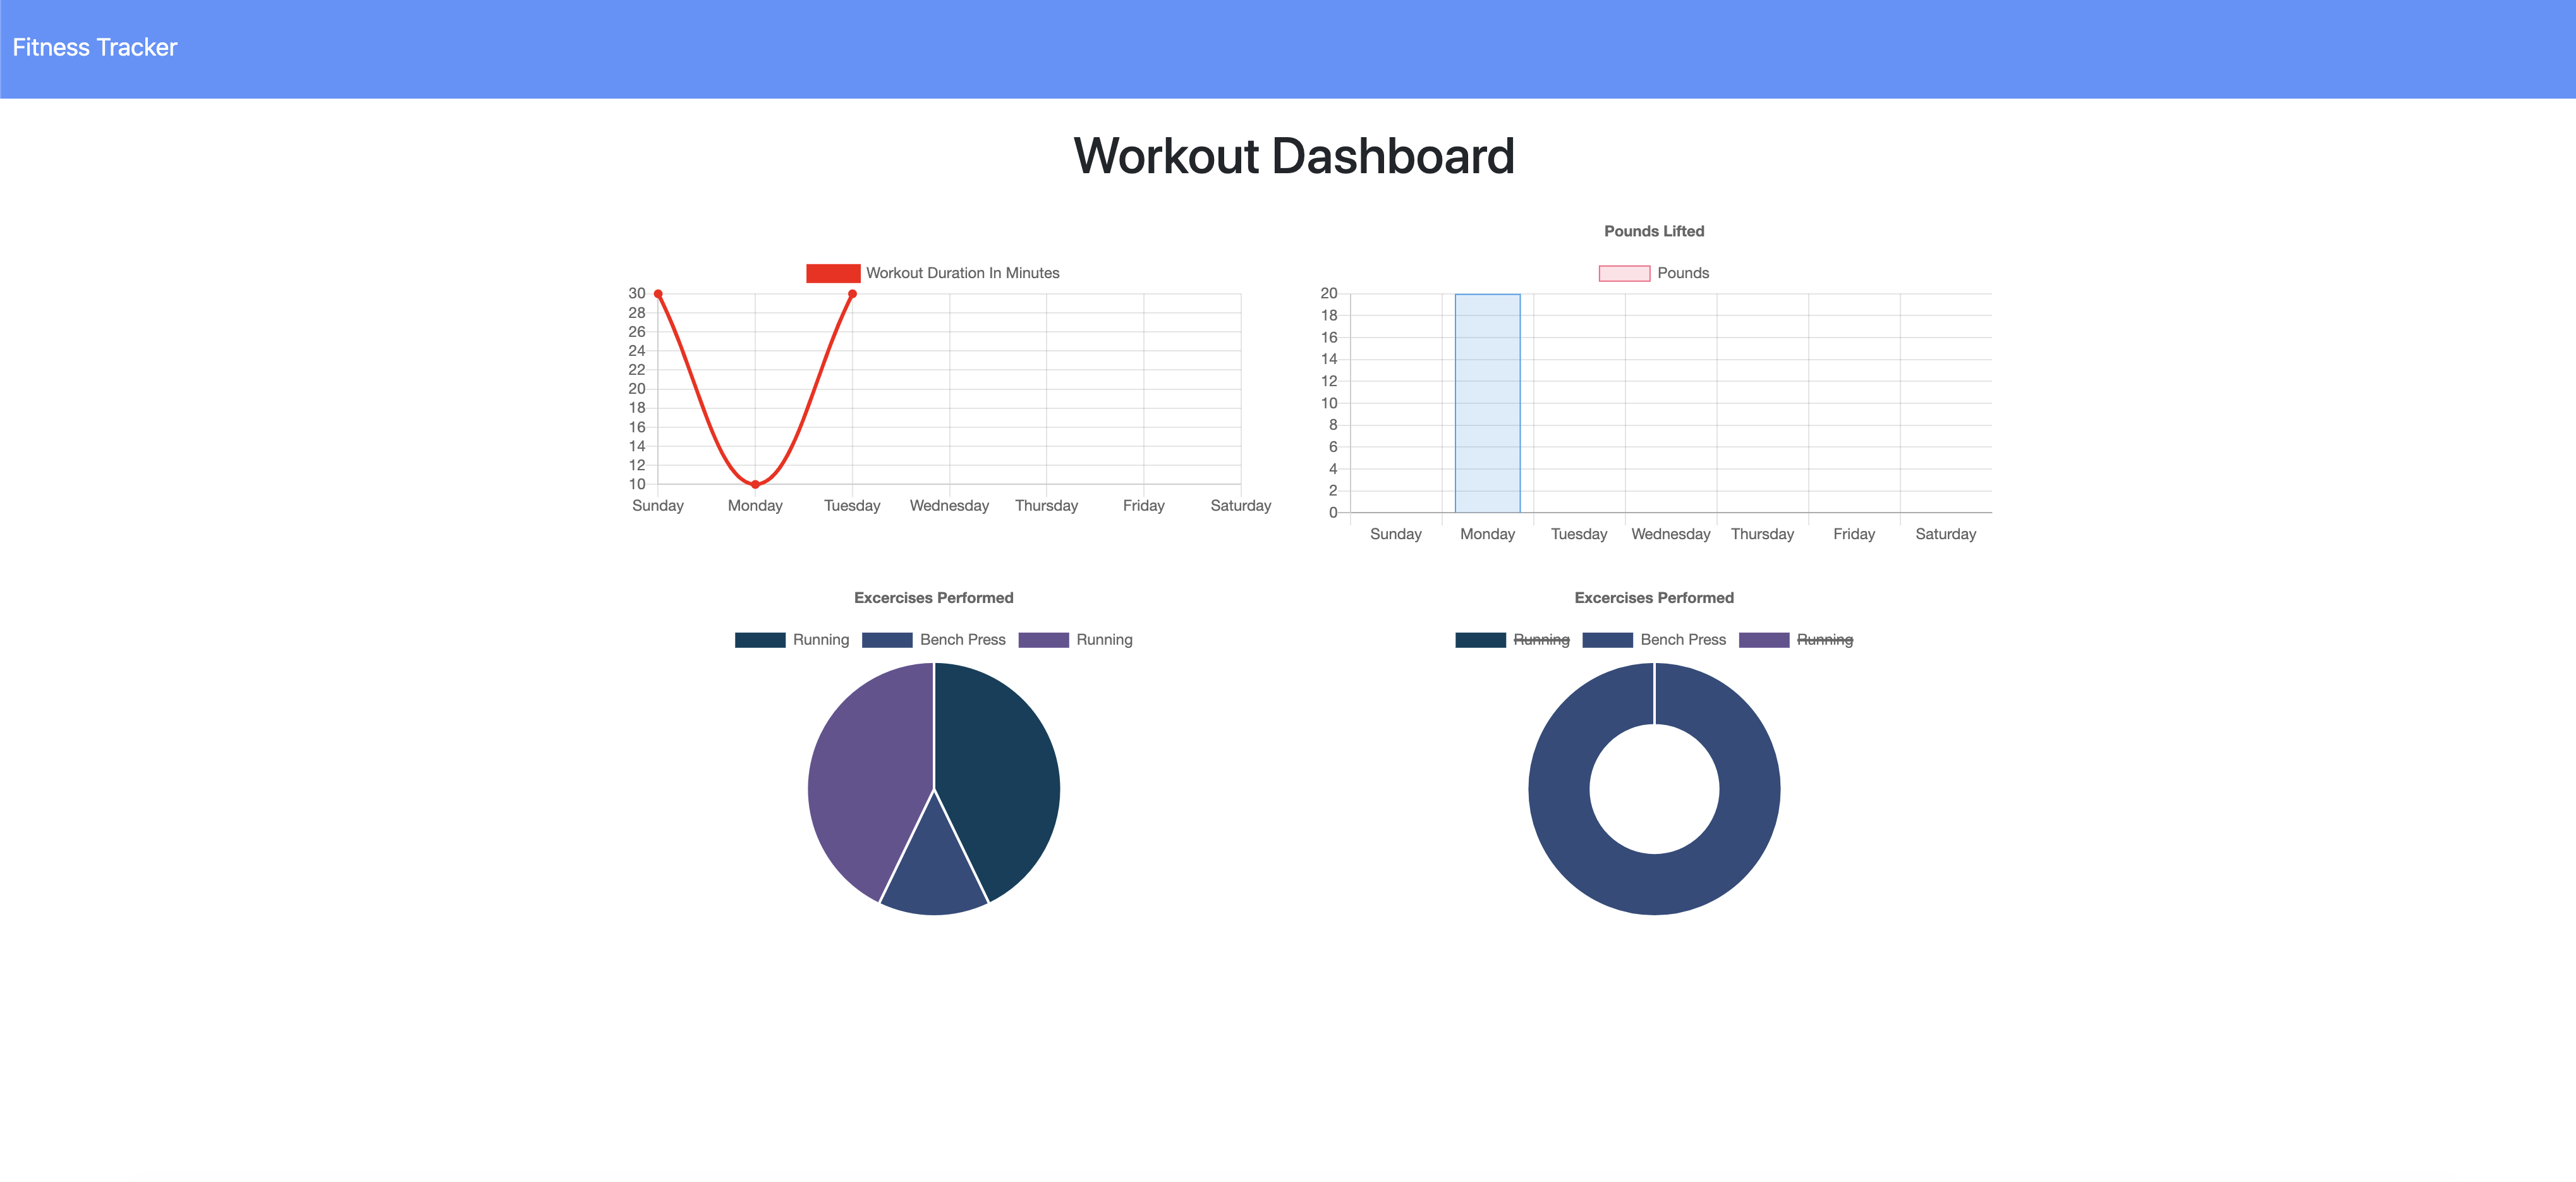 Fitness Tracker
Workout Dashboard
Workout Duration In Minutes
30
28
26
24
22
20
18
16
14
12
10
Sunday Monday Tuesday Wednesday Thursday Friday Saturday
Pounds Lifted
Pounds
20
18
16
14
12
10
8
6
4
2
0
Sunday Monday Tuesday Wednesday Thursday Friday Saturday
Excercises Performed
Running Bench Press Running
Excercises Performed
Running Bench Press Running